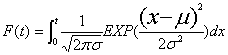 F(t) = ∫₀ᵗ 1/√(2πσ) EXP((x−μ)²/2σ²)dx